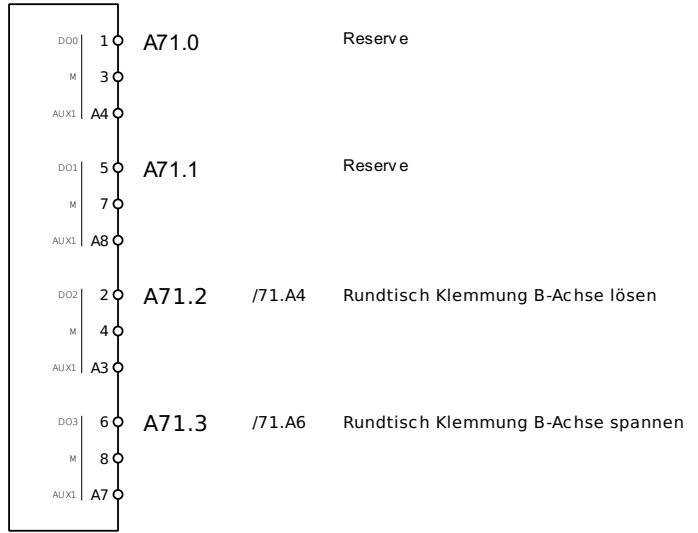 DO0 1 A71.0 Reserve
M 3
AUX1 A4
DO1 5 A71.1 Reserve
M 7
AUX1 A8
DO2 2 A71.2 /71.A4 Rundtisch Klemmung B-Achse lösen
M 4
AUX1 A3
DO3 6 A71.3 /71.A6 Rundtisch Klemmung B-Achse spannen
M 8
AUX1 A7